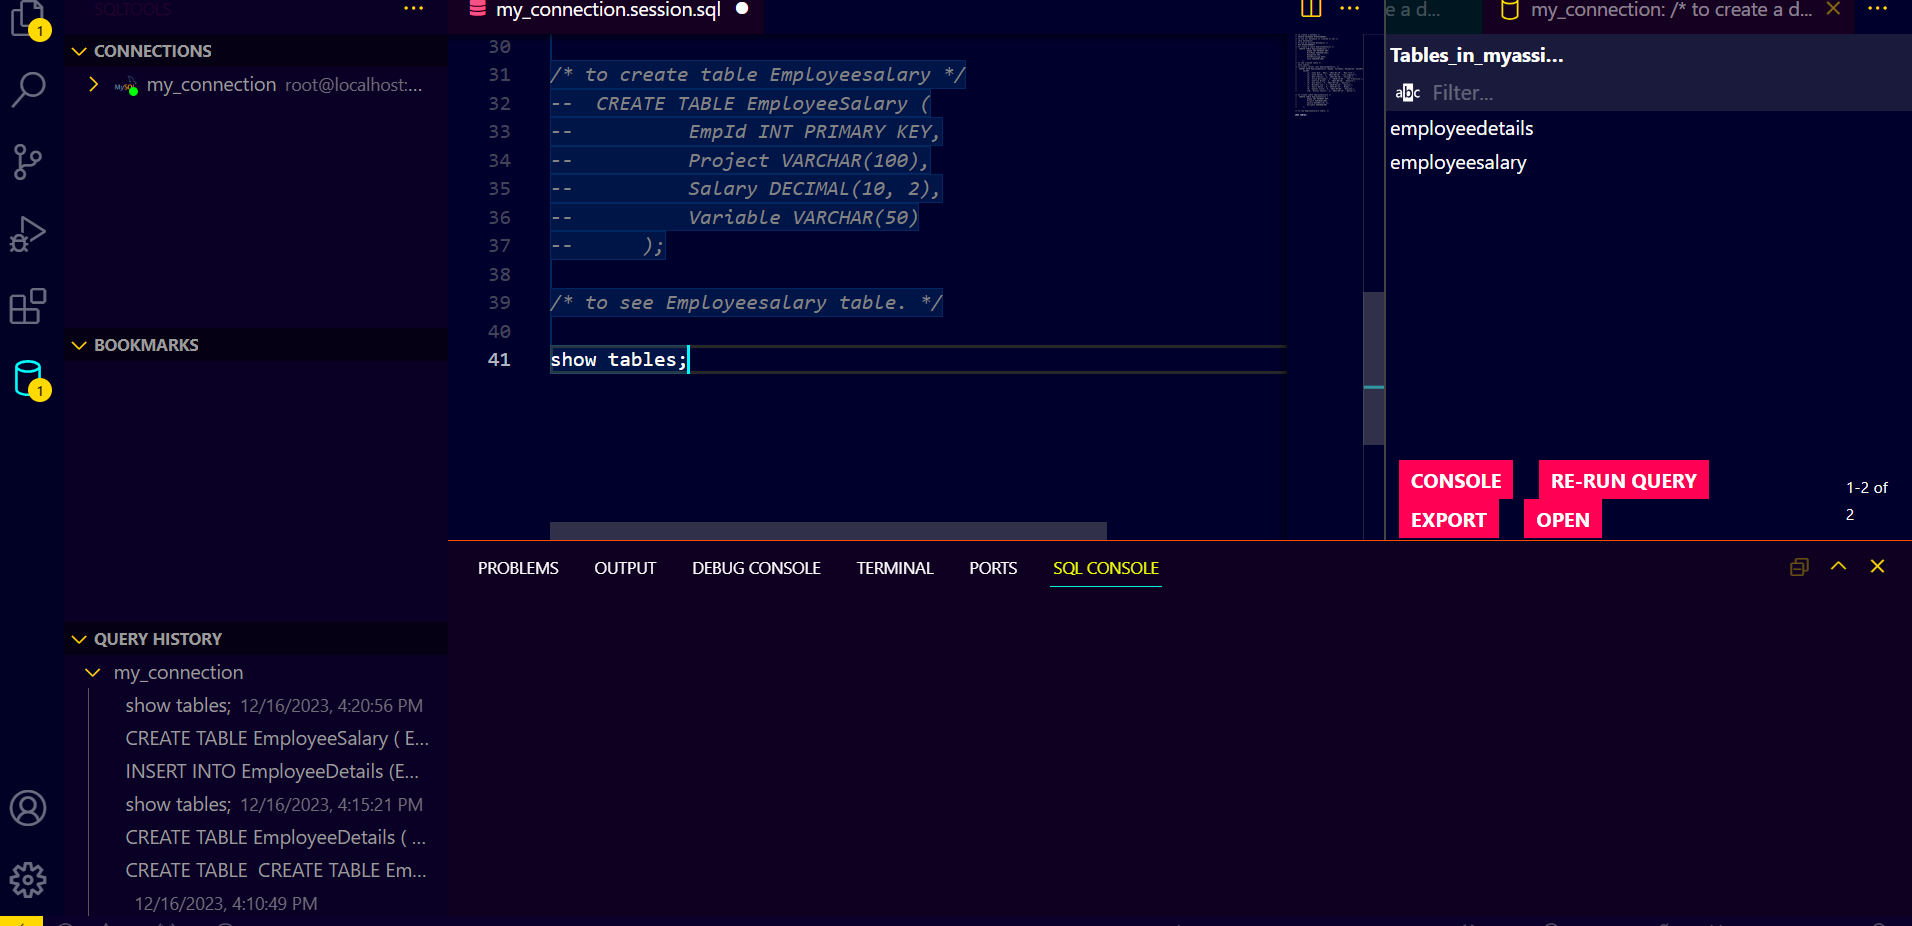 SQLTOOLS
CONNECTIONS
my_connection root@localhost:...
BOOKMARKS
QUERY HISTORY
my_connection
show tables; 12/16/2023, 4:20:56 PM
CREATE TABLE EmployeeSalary ( E...
INSERT INTO EmployeeDetails (E...
show tables; 12/16/2023, 4:15:21 PM
CREATE TABLE EmployeeDetails ( ...
CREATE TABLE  CREATE TABLE Em...
12/16/2023, 4:10:49 PM
1
1
my_connection.session.sql
30
31 /* to create table Employeesalary */
32 --  CREATE TABLE EmployeeSalary (
33 --          EmpId INT PRIMARY KEY,
34 --          Project VARCHAR(100),
35 --          Salary DECIMAL(10, 2),
36 --          Variable VARCHAR(50)
37 --      );
38
39 /* to see Employeesalary table. */
40
41 show tables;
e a d...
my_connection: /* to create a d...
Tables_in_myassi...
abc Filter...
employeedetails
employeesalary
CONSOLE RE-RUN QUERY
EXPORT OPEN
1-2 of
2
PROBLEMS OUTPUT DEBUG CONSOLE TERMINAL PORTS SQL CONSOLE